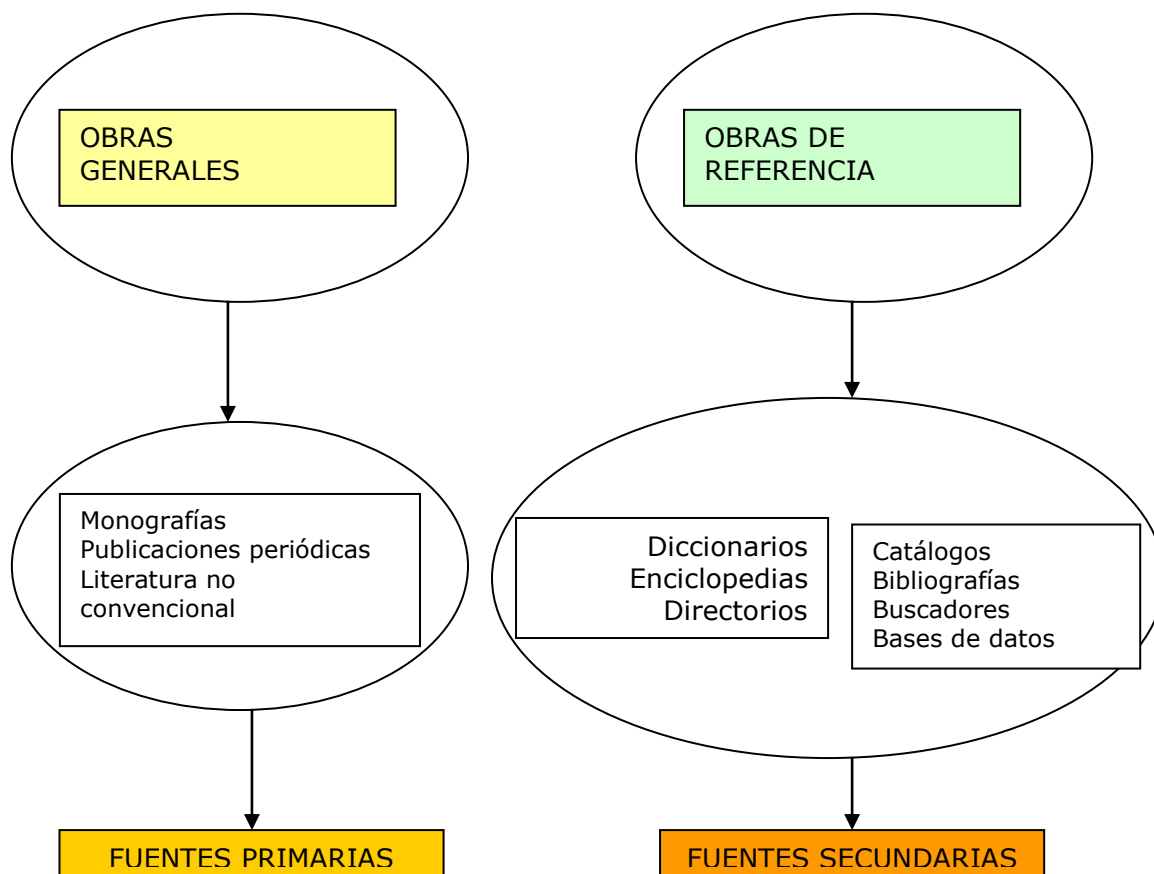 OBRAS
GENERALES
OBRAS DE
REFERENCIA
Monografías
Publicaciones periódicas
Literatura no
convencional
Diccionarios
Enciclopedias
Directorios
Catálogos
Bibliografías
Buscadores
Bases de datos
FUENTES PRIMARIAS
FUENTES SECUNDARIAS